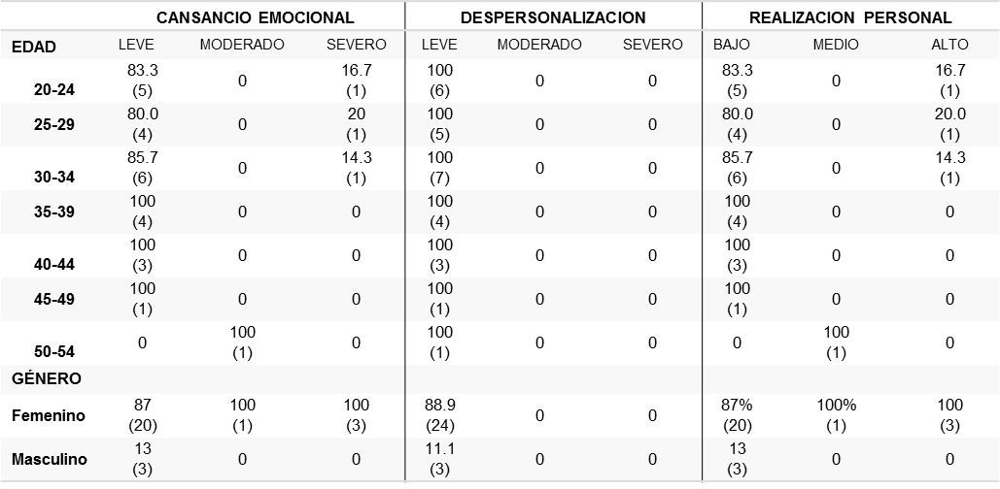 CANSANCIO EMOCIONAL DESPERSONALIZACION REALIZACION PERSONAL
EDAD LEVE MODERADO SEVERO LEVE MODERADO SEVERO BAJO MEDIO ALTO
83.3 16.7 100 83.3 16.7
0 0 0 0
20-24 (5) (1) (6) (5) (1)
80.0 20 100 80.0 20.0
25-29 0 0 0 0
(4) (1) (5) (4) (1)
85.7 14.3 100 85.7 14.3
0 0 0 0
30-34 (6) (1) (7) (6) (1)
100 100 100
35-39 0 0 0 0 0 0
(4) (4) (4)
100 100 100
0 0 0 0 0 0
40-44 (3) (3) (3)
100 100 100
45-49 0 0 0 0 0 0
(1) (1) (1)
100 100 100
0 0 0 0 0 0
50-54 (1) (1) (1)
GÉNERO
87 100 100 88.9 87% 100% 100
Femenino 0 0
(20) (1) (3) (24) (20) (1) (3)
13 11.1 13
Masculino 0 0 0 0 0 0
(3) (3) (3)